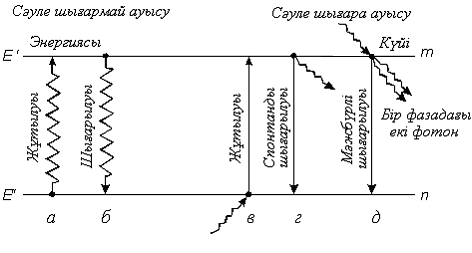 Сәуле шығармай ауысу
Сәуле шығара ауысу
Энергиясы
Күйі
E'
m
Жұтылуы
Шығарылуы
Жұтылуы
Спонтанды
шығарылуы
Мәжбүрлі
шығарылуы
Бір фазадағы
екі фотон
E"
n
а
б
в
г
д